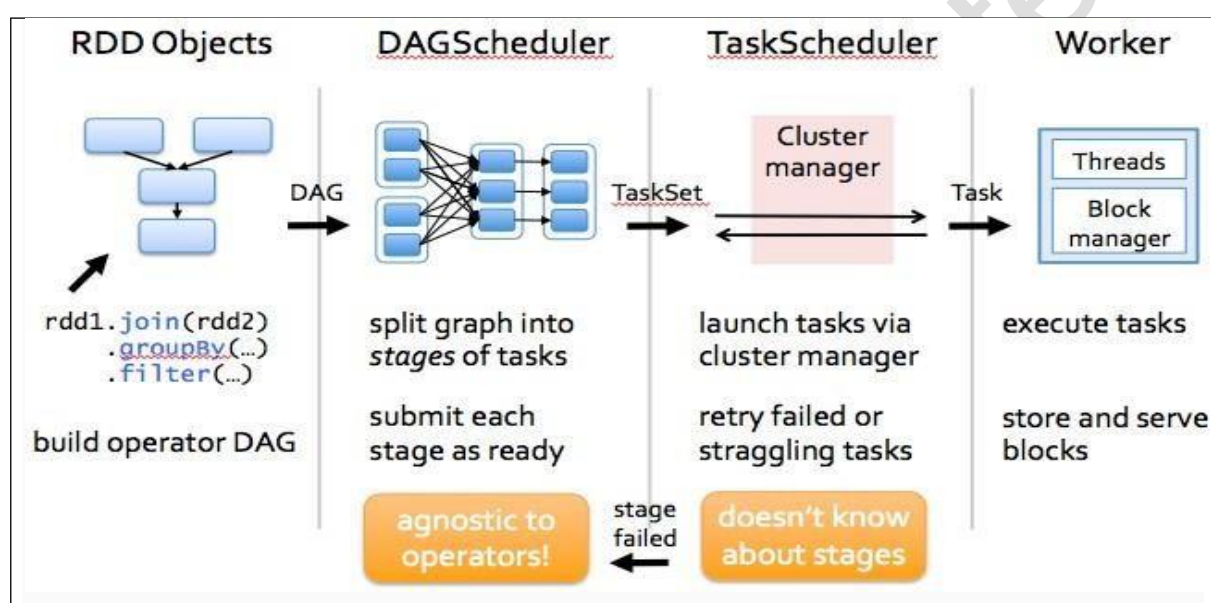 RDD Objects
DAGScheduler
TaskScheduler
Worker
DAG
TaskSet
Cluster
manager
Task
Threads
Block
manager
rdd1.join(rdd2)
.groupBy(…)
.filter(…)
build operator DAG
split graph into
stages of tasks
submit each
stage as ready
launch tasks via
cluster manager
retry failed or
straggling tasks
execute tasks
store and serve
blocks
agnostic to
operators!
stage
failed
doesn't know
about stages